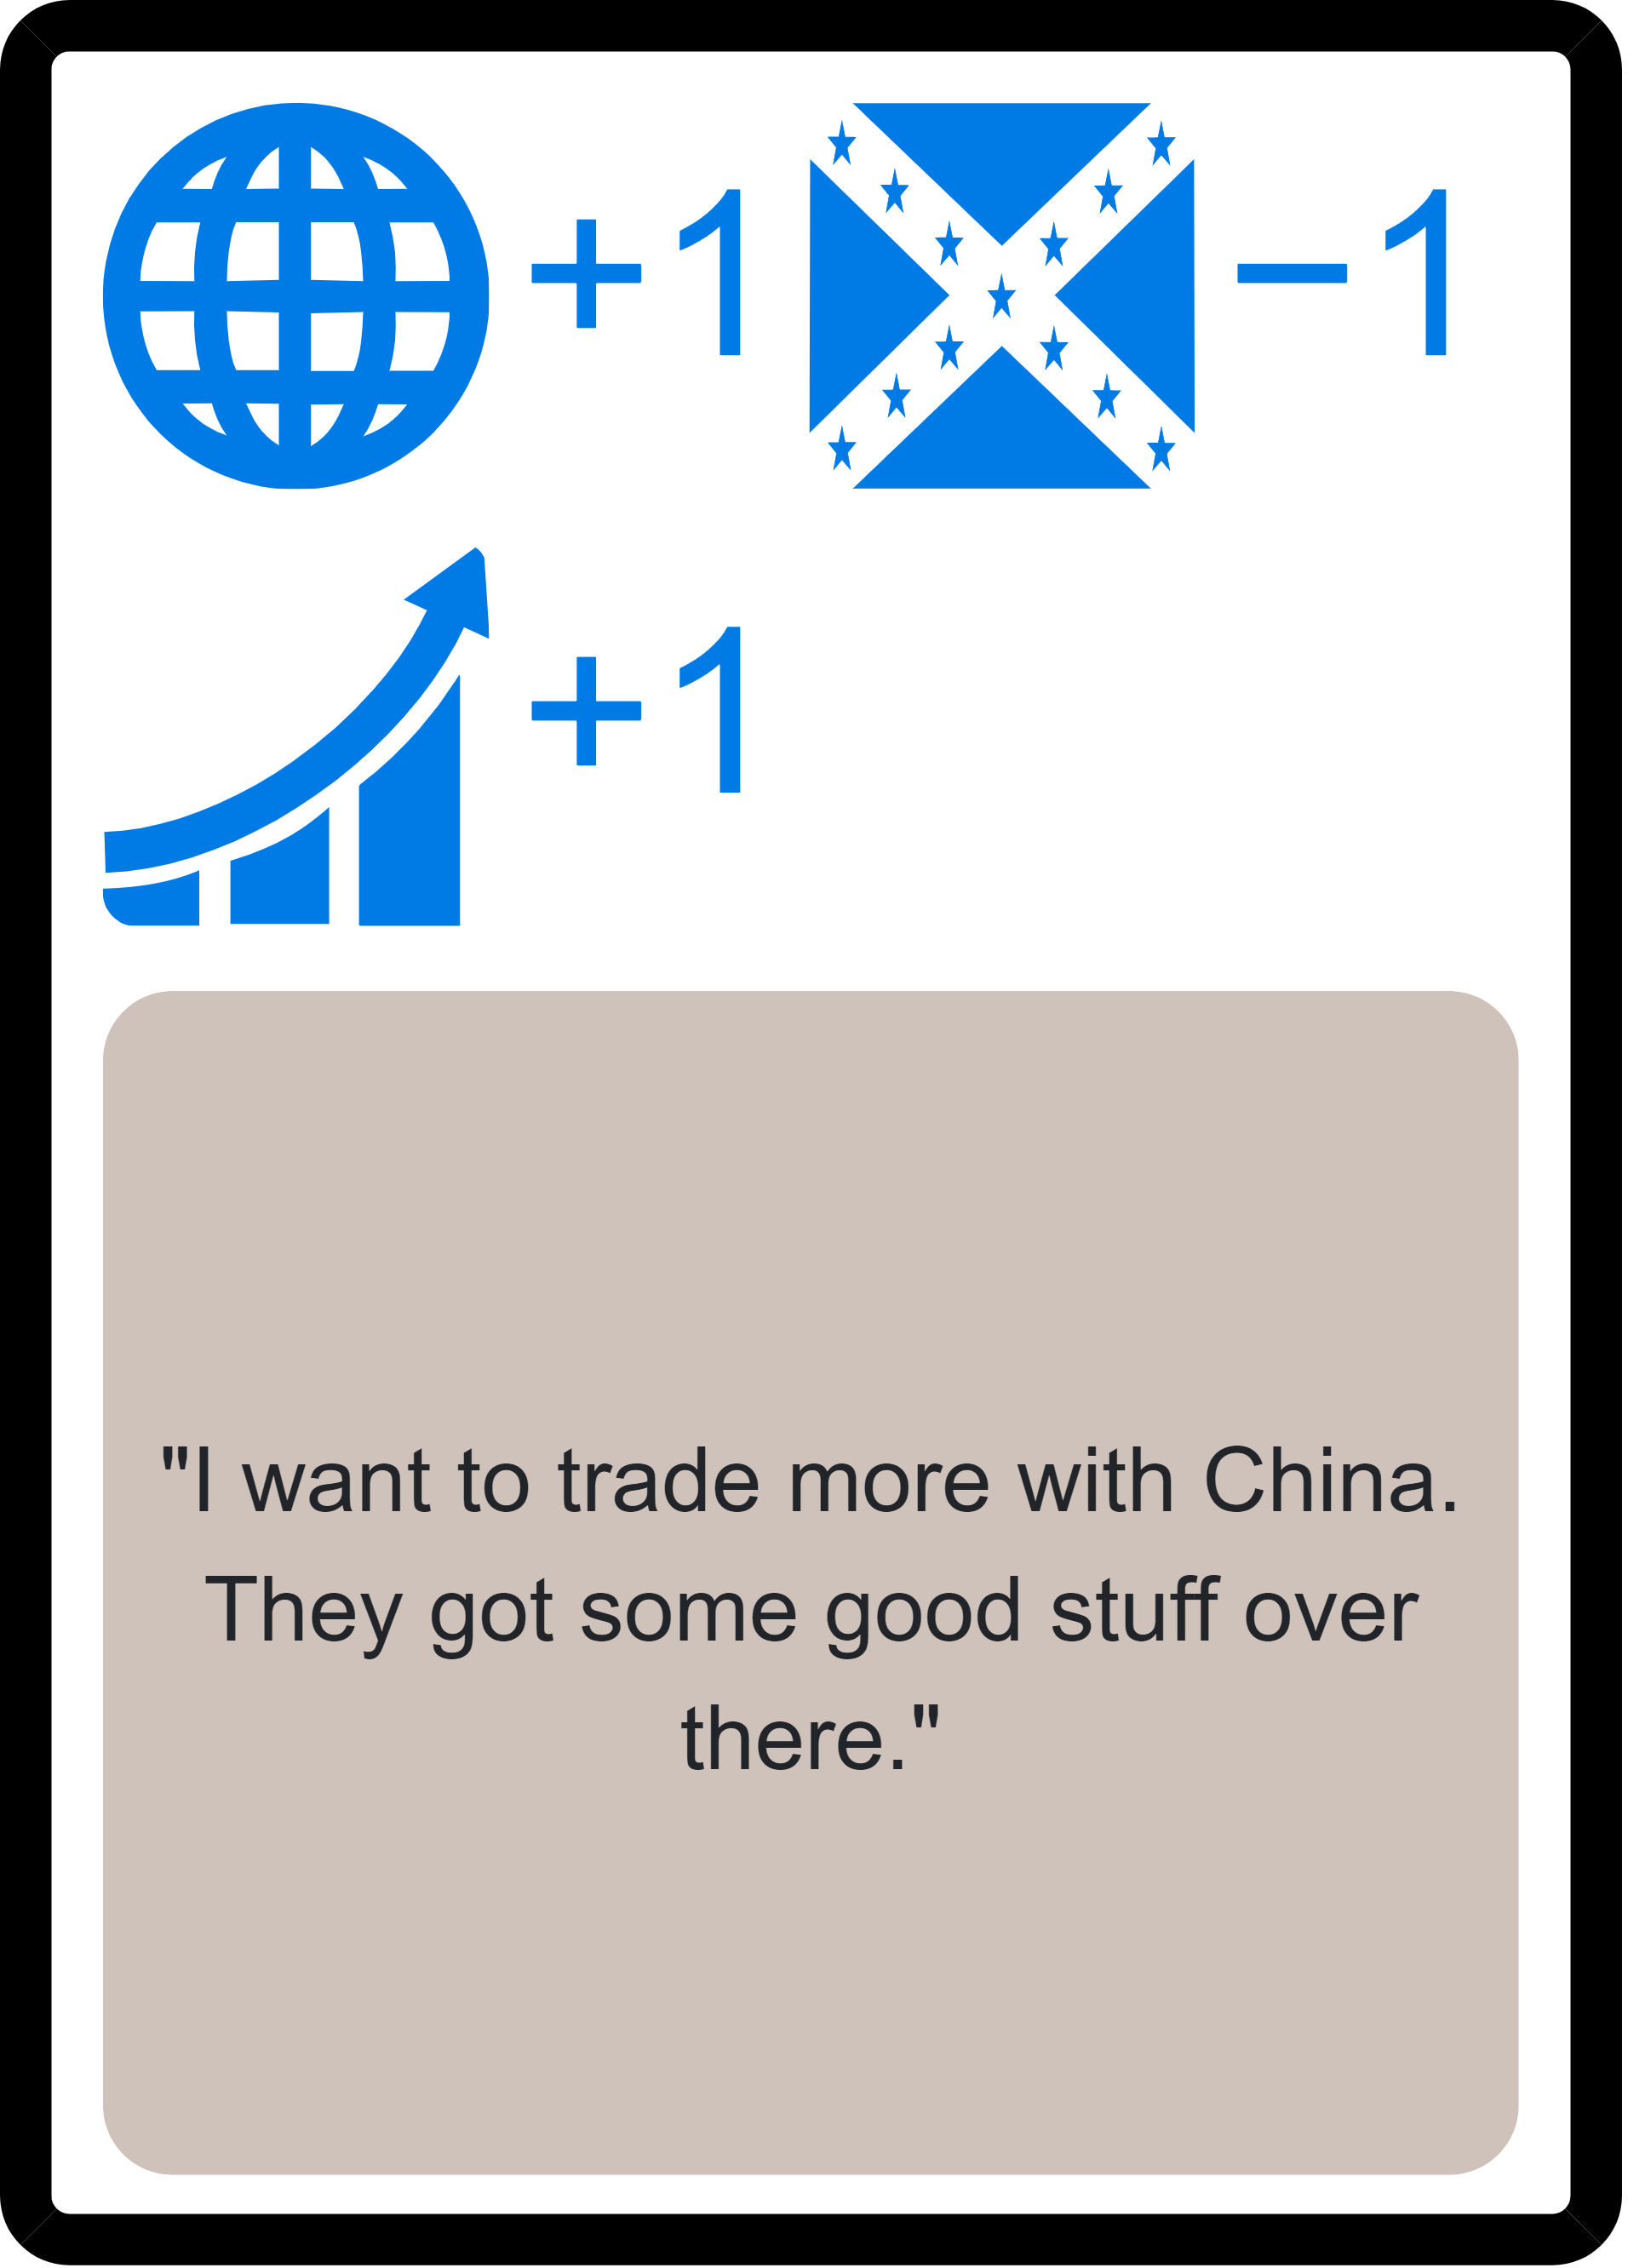 +1 −1
+1
"I want to trade more with China.
They got some good stuff over
there."